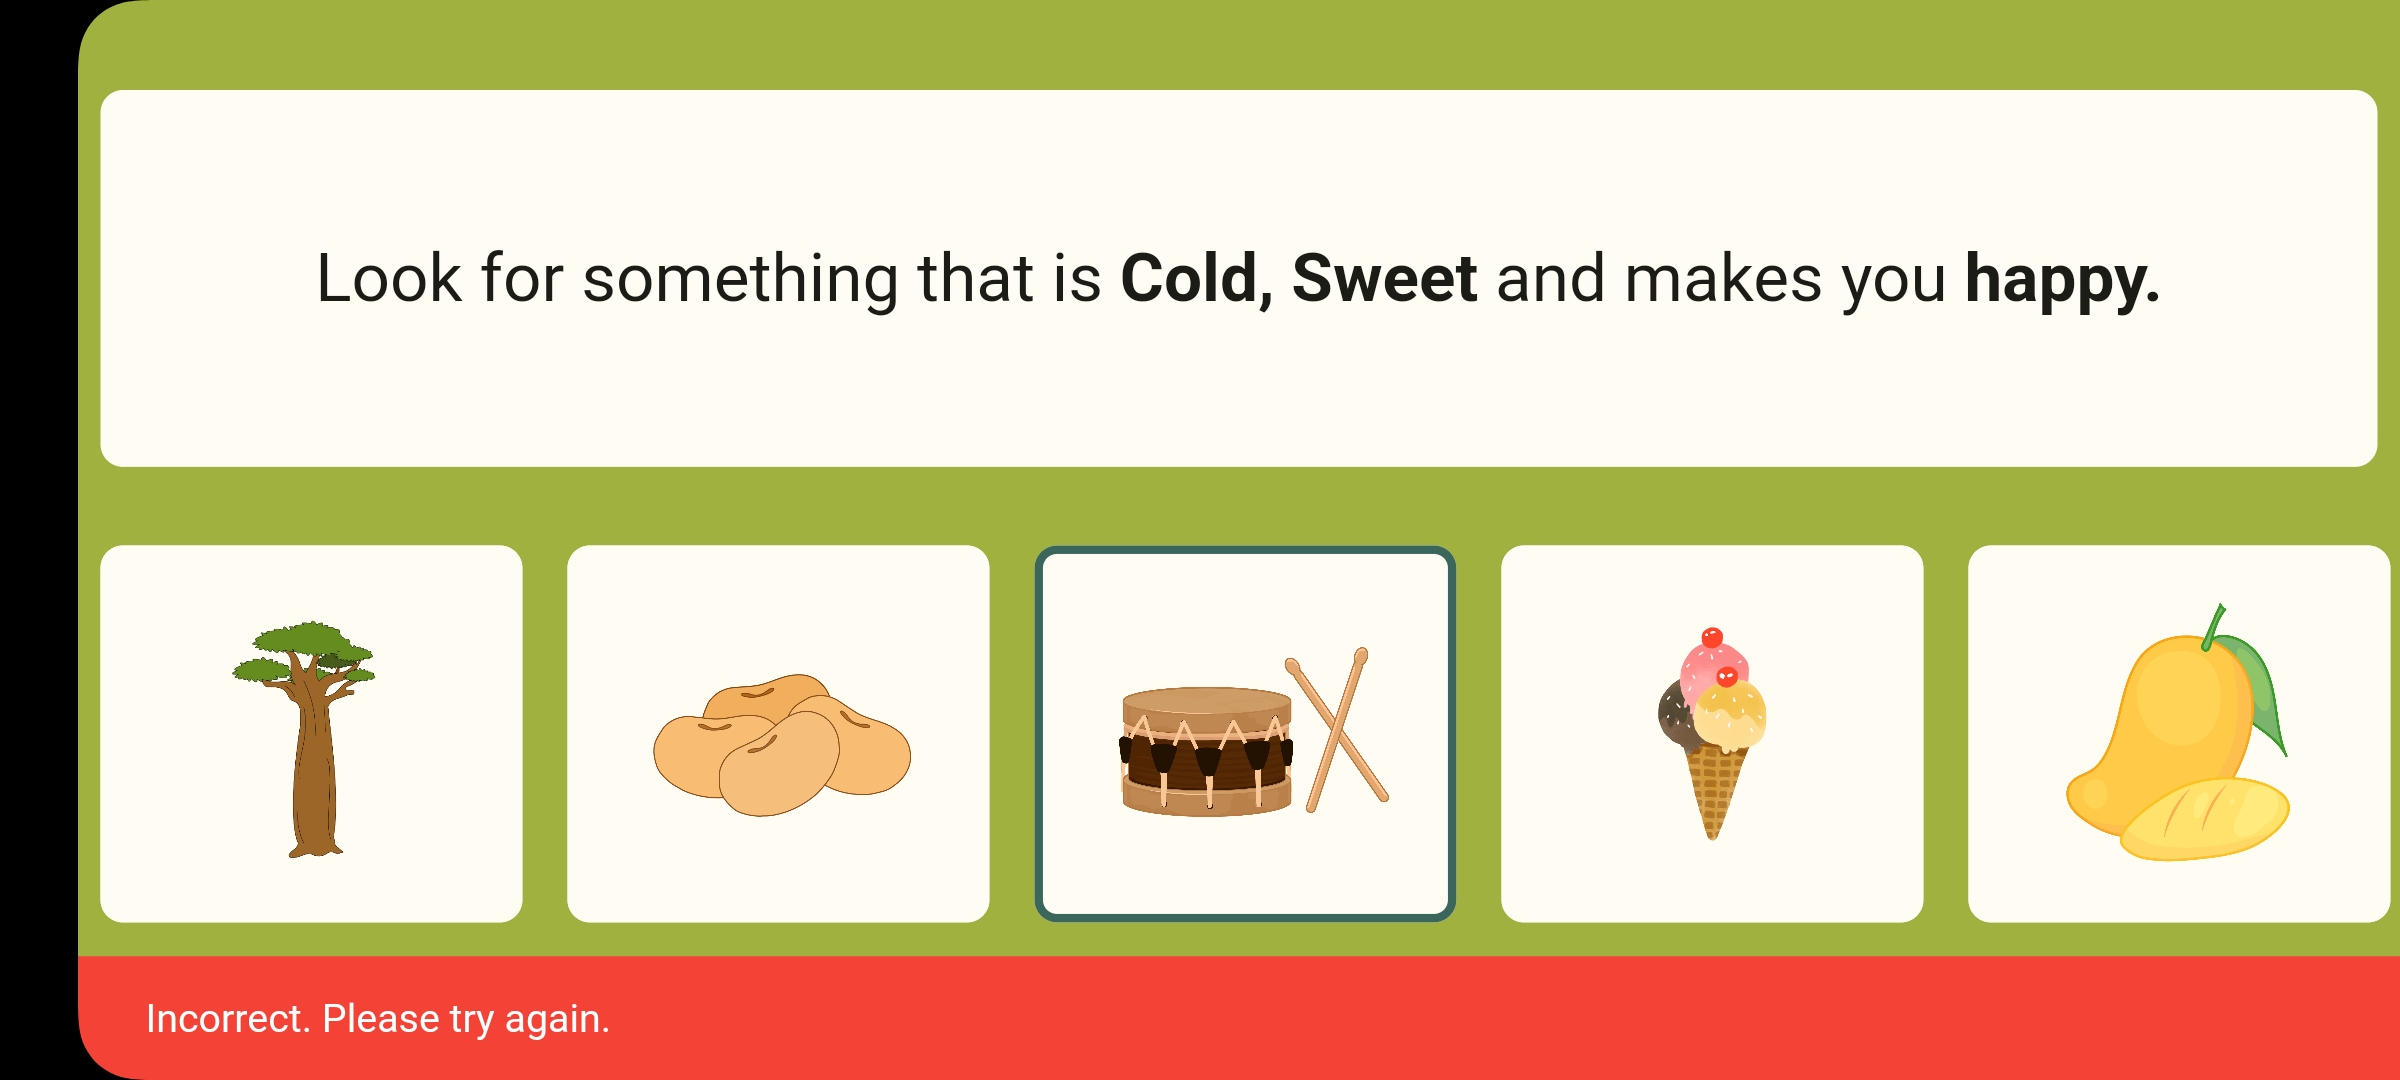 Look for something that is Cold, Sweet and makes you happy.
Incorrect. Please try again.